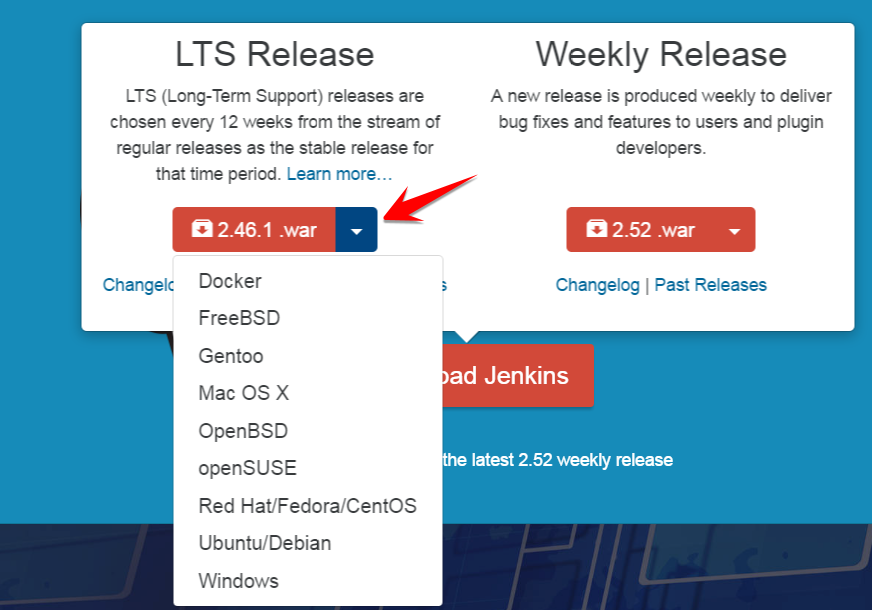 LTS Release
LTS (Long-Term Support) releases are
chosen every 12 weeks from the stream of
regular releases as the stable release for
that time period. Learn more…
2.46.1 .war
Docker
FreeBSD
Gentoo
Mac OS X
OpenBSD
openSUSE
Red Hat/Fedora/CentOS
Ubuntu/Debian
Windows
Weekly Release
A new release is produced weekly to deliver
bug fixes and features to users and plugin
developers.
2.52 .war
Changelog | Past Releases
Jenkins
the latest 2.52 weekly release